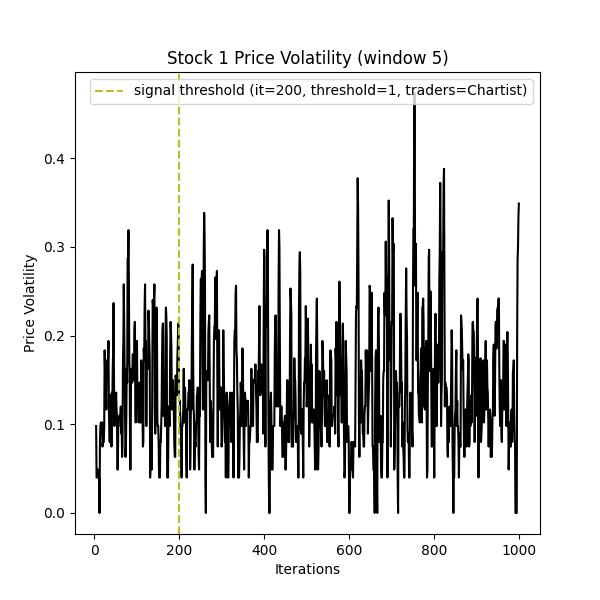 Stock 1 Price Volatility (window 5)
signal threshold (it=200, threshold=1, traders=Chartist)
Price Volatility
0.4
0.3
0.2
0.1
0.0
0 200 400 600 800 1000
Iterations